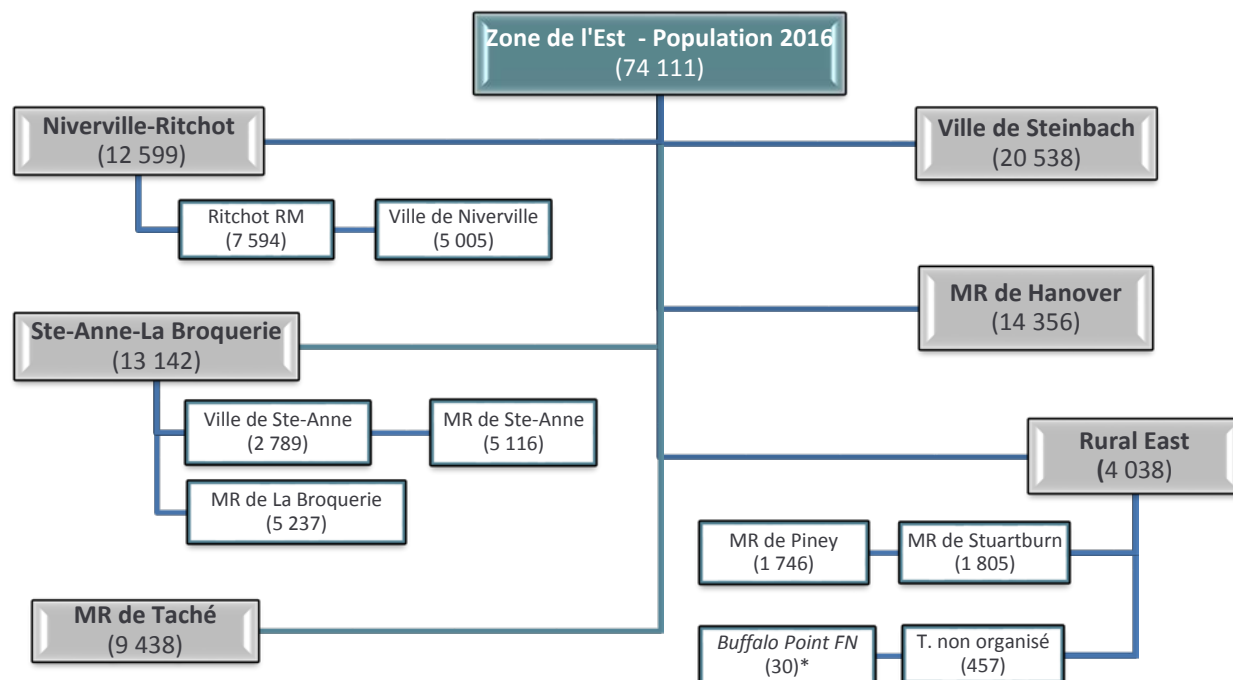 Zone de l'Est - Population 2016
(74 111)
Niverville-Ritchot
(12 599)
Ville de Steinbach
(20 538)
Ritchot RM
(7 594)
Ville de Niverville
(5 005)
MR de Hanover
(14 356)
Ste-Anne-La Broquerie
(13 142)
Ville de Ste-Anne
(2 789)
MR de Ste-Anne
(5 116)
MR de La Broquerie
(5 237)
Rural East
(4 038)
MR de Piney
(1 746)
MR de Stuartburn
(1 805)
MR de Taché
(9 438)
Buffalo Point FN
(30)*
T. non organisé
(457)